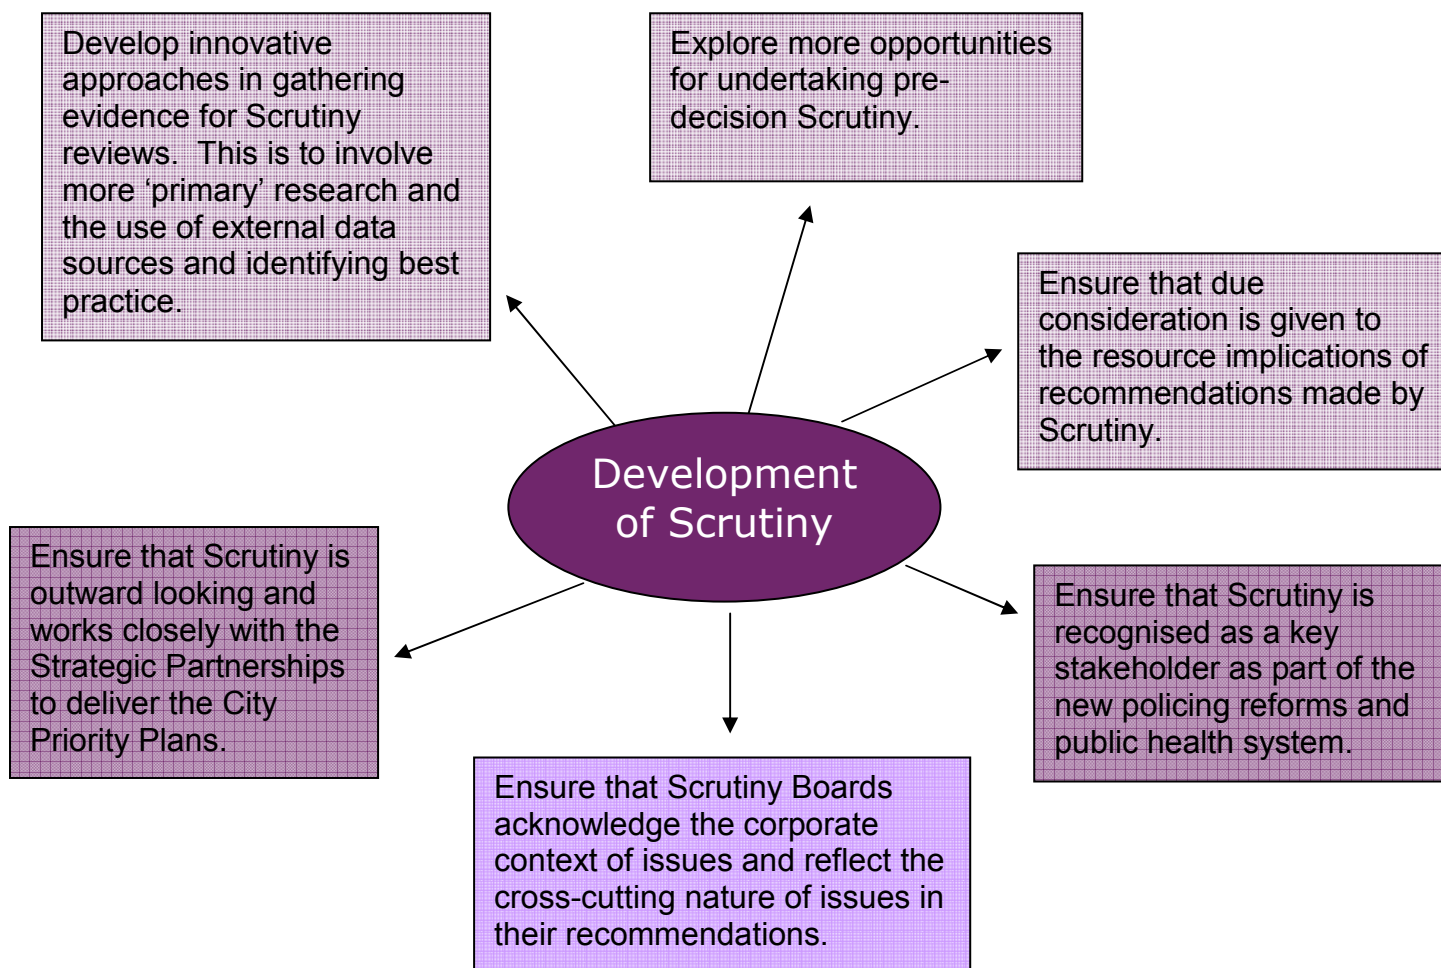 Develop innovative
approaches in gathering
evidence for Scrutiny
reviews.  This is to involve
more ‘primary’ research and
the use of external data
sources and identifying best
practice.
Explore more opportunities
for undertaking pre-
decision Scrutiny.
Ensure that due
consideration is given to
the resource implications of
recommendations made by
Scrutiny.
Development
of Scrutiny
Ensure that Scrutiny is
outward looking and
works closely with the
Strategic Partnerships
to deliver the City
Priority Plans.
Ensure that Scrutiny is
recognised as a key
stakeholder as part of the
new policing reforms and
public health system.
Ensure that Scrutiny Boards
acknowledge the corporate
context of issues and reflect the
cross-cutting nature of issues in
their recommendations.